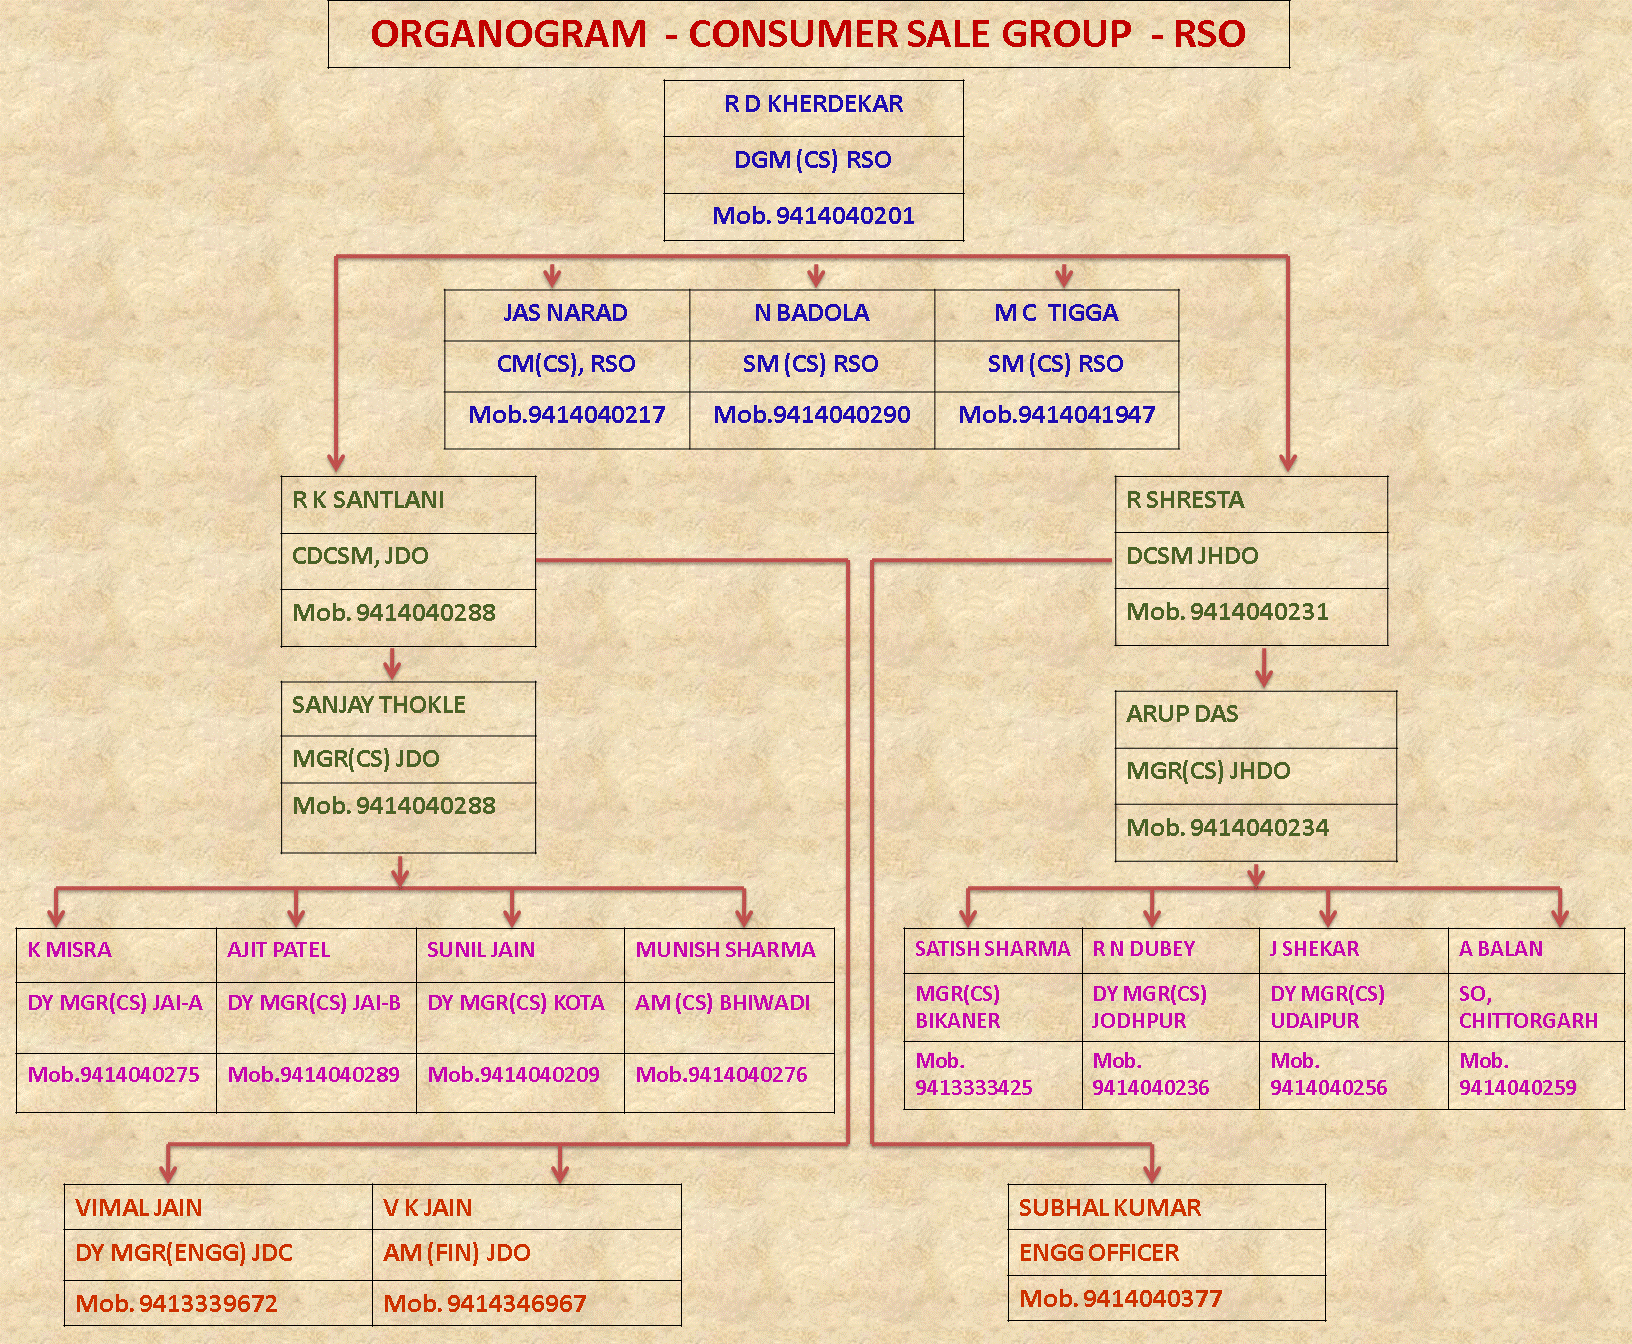 ORGANOGRAM - CONSUMER SALE GROUP - RSO
R D KHERDEKAR
DGM (CS) RSO
Mob. 9414040201
JAS NARAD
CM(CS), RSO
Mob.9414040217
N BADOLA
SM (CS) RSO
Mob.9414040290
M C TIGGA
SM (CS) RSO
Mob.9414041947
R K SANTLANI
CDCSM, JDO
Mob. 9414040288
R SHRESTA
DCSM JHDO
Mob. 9414040231
SANJAY THOKLE
MGR(CS) JDO
Mob. 9414040288
ARUP DAS
MGR(CS) JHDO
Mob. 9414040234
K MISRA
DY MGR(CS) JAI-A
Mob.9414040275
AJIT PATEL
DY MGR(CS) JAI-B
Mob.9414040289
SUNIL JAIN
DY MGR(CS) KOTA
Mob.9414040209
MUNISH SHARMA
AM (CS) BHIWADI
Mob.9414040276
SATISH SHARMA
MGR(CS)
BIKANER
Mob.
9413333425
R N DUBEY
DY MGR(CS)
JODHPUR
Mob.
9414040236
J SHEKAR
DY MGR(CS)
UDAIPUR
Mob.
9414040256
A BALAN
SO,
CHITTORGARH
Mob.
9414040259
VIMAL JAIN
DY MGR(ENGG) JDC
Mob. 9413339672
V K JAIN
AM (FIN) JDO
Mob. 9414346967
SUBHAL KUMAR
ENGG OFFICER
Mob. 9414040377